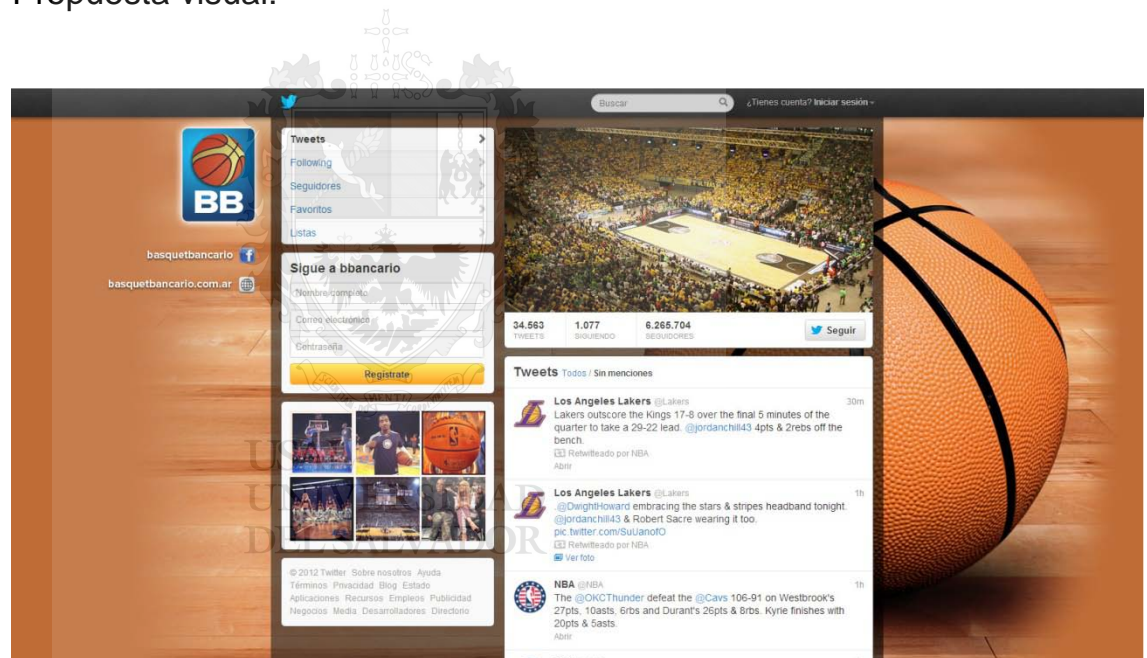 Propuesta visual:
Buscar
¿Tienes cuenta? Iniciar sesión
BB
basquetbancario
basquetbancario.com.ar
Tweets
Following
Seguidores
Favoritos
Listas
Sigue a bbancario
Nombre completo
Correo electrónico
Contraseña
Registrate
© 2012 Twitter Sobre nosotros Ayuda
Términos Privacidad Blog Estado
Aplicaciones Recursos Empleos Publicidad
Negocios Media Desarrolladores Directorio
34.563 1.077 6.265.704
TWEETS SIGUIENDO SEGUIDORES
Seguir
Tweets Todos / Sin menciones
Los Angeles Lakers @Lakers 30m
Lakers outscore the Kings 17-8 over the final 5 minutes of the
quarter to take a 29-22 lead. @jordanchill43 4pts & 2rebs off the
bench.
Retwitteado por NBA
Abrir
Los Angeles Lakers @Lakers 1h
.@DwightHoward embracing the stars & stripes headband tonight.
@jordanchill43 & Robert Sacre wearing it too.
pic.twitter.com/SuUanofO
Retwitteado por NBA
Ver foto
NBA @NBA 1h
The @OKCThunder defeat the @Cavs 106-91 on Westbrook's
27pts, 10asts, 6rbs and Durant's 26pts & 8rbs. Kyrie finishes with
20pts & 5asts.
Abrir
UNIVERSIDAD
DEL SALVADOR